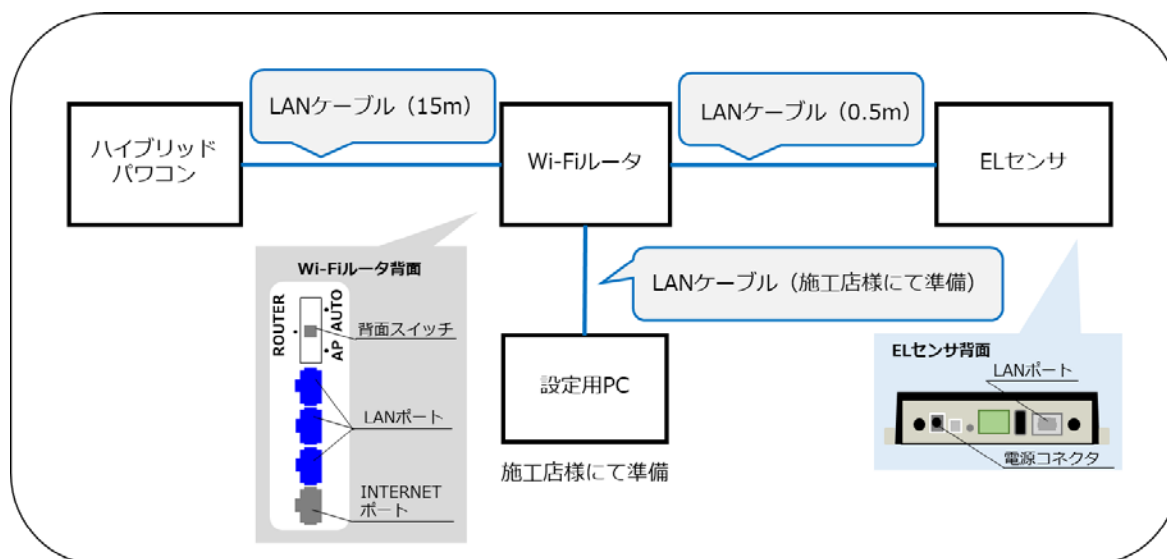 LANケーブル（15m）
LANケーブル（0.5m）
ハイブリッド
パワコン
Wi-Fiルータ
ELセンサ
Wi-Fiルータ背面
ROUTER
AP /AUTO
背面スイッチ
LANポート
INTERNET
ポート
LANケーブル（施工店様にて準備）
設定用PC
施工店様にて準備
ELセンサ背面
LANポート
電源コネクタ